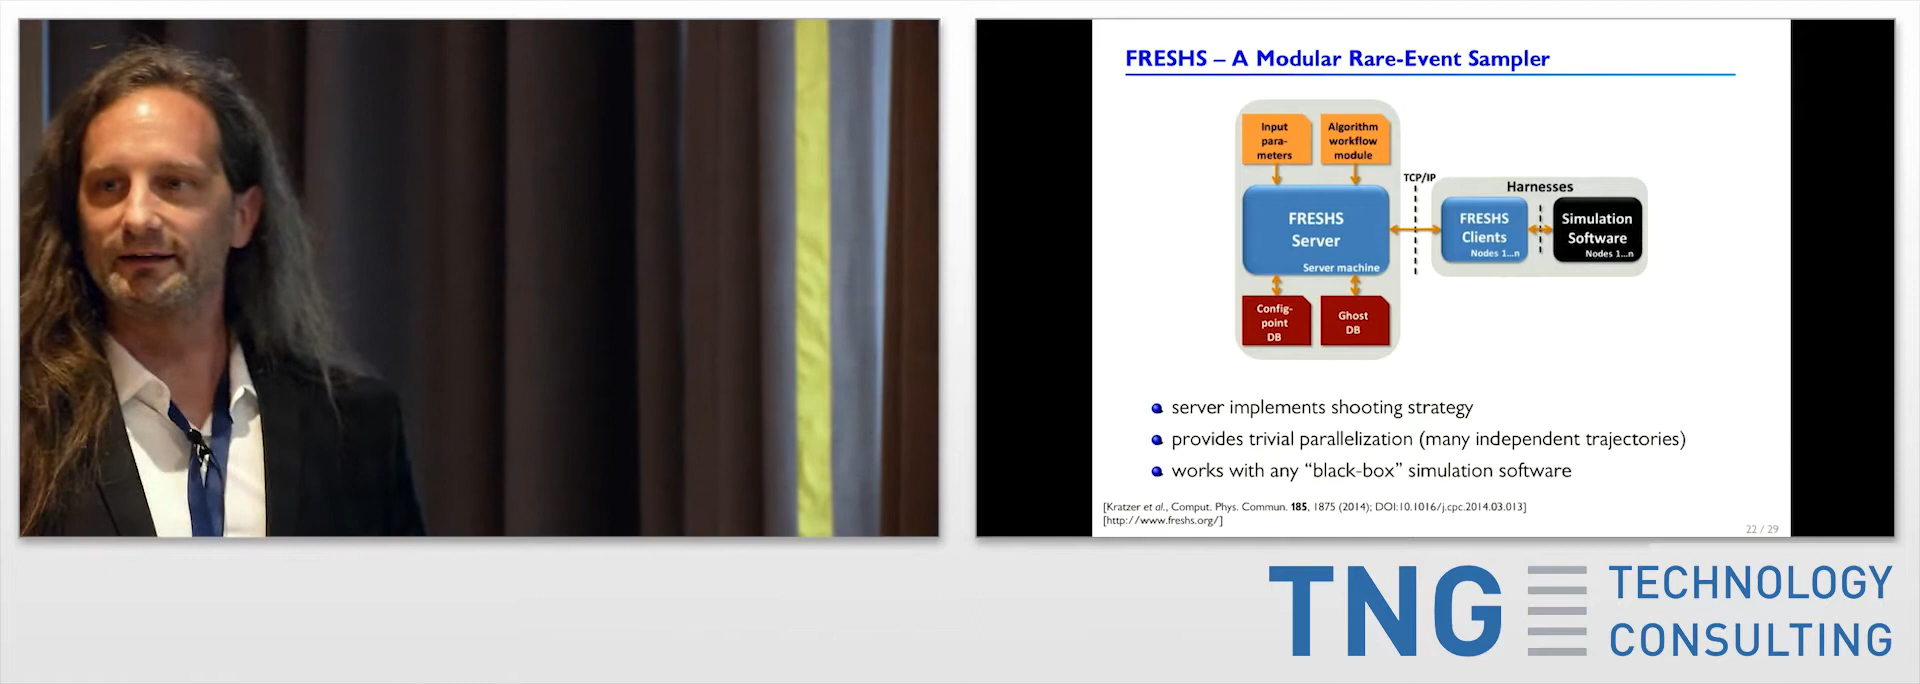 FRESHS – A Modular Rare-Event Sampler
Input
para-
meters
Algorithm
workflow
module
TCP/IP
Harnesses
FRESHS
Server
Server machine
FRESHS
Clients
Nodes 1...n
Simulation
Software
Nodes 1...n
Config-
point
DB
Ghost
DB
server implements shooting strategy
provides trivial parallelization (many independent trajectories)
works with any “black-box” simulation software
[Kratzer et al., Comput. Phys. Commun. 185, 1875 (2014); DOI:10.1016/j.cpc.2014.03.013]
[http://www.freshs.org/]
22 / 29
TNG TECHNOLOGY
CONSULTING